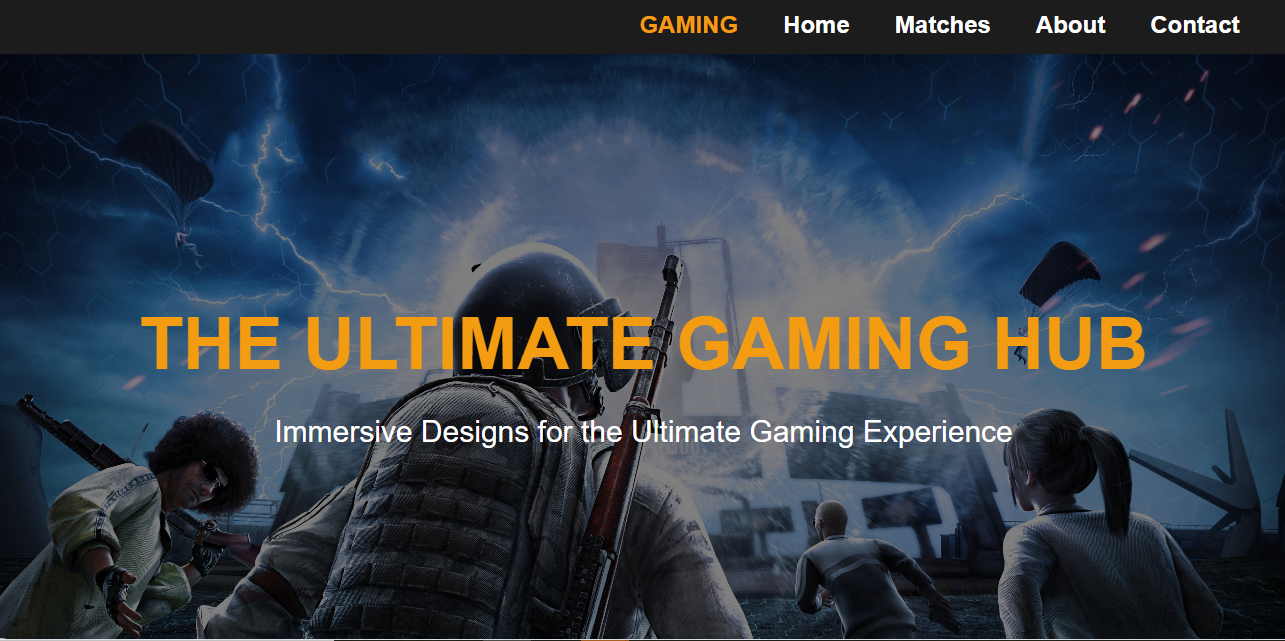 GAMING Home Matches About Contact
THE ULTIMATE GAMING HUB
Immersive Designs for the Ultimate Gaming Experience